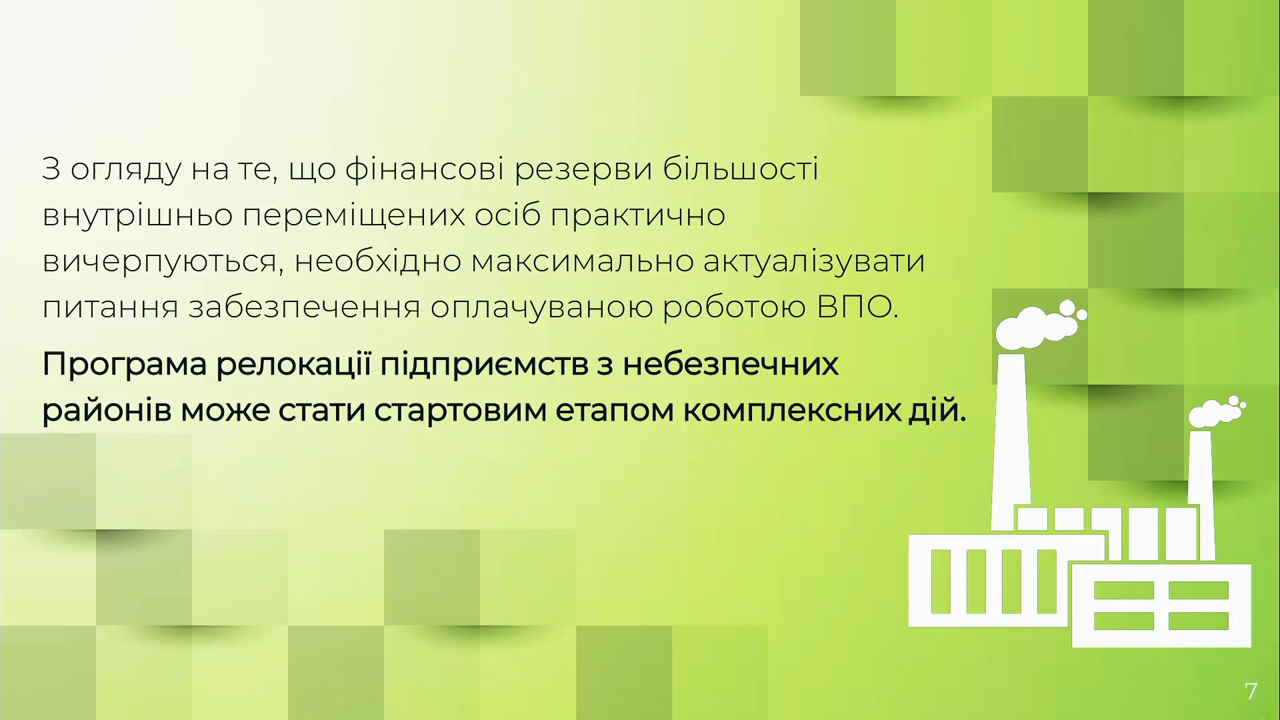 З огляду на те, що фінансові резерви більшості
внутрішньо переміщених осіб практично
вичерпуються, необхідно максимально актуалізувати
питання забезпечення оплачуваною роботою ВПО.
Програма релокації підприємств з небезпечних
районів може стати стартовим етапом комплексних дій.
7